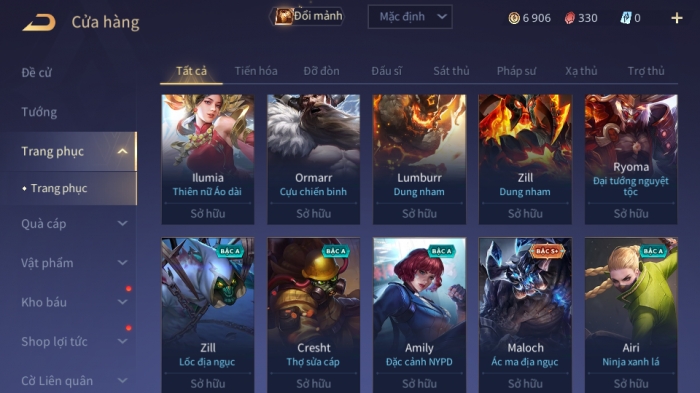 Cửa hàng
Đổi mảnh
Mặc định
6 906
330
0
+
Đề cử
Tướng
Trang phục
Trang phục
Quà cáp
Vật phẩm
Kho báu
Shop lợi tức
Cờ Liên quân
Tất cả Tiến hóa Đỡ đòn Đấu sĩ Sát thủ Pháp sư Xạ thủ Trợ thủ
Ilumia
Thiên nữ Áo dài
Sở hữu
Ormarr
Cựu chiến binh
Sở hữu
Lumburr
Dung nham
Sở hữu
Zill
Dung nham
Sở hữu
Ryoma
Đại tướng nguyệt
tộc
Sở hữu
BẬC A
Zill
Lốc địa ngục
Sở hữu
BẬC A
Cresht
Thợ sửa cáp
Sở hữu
BẬC A
Amily
Đặc cảnh NYPD
Sở hữu
BẬC S+
Maloch
Ác ma địa ngục
Sở hữu
BẬC A
Airi
Ninja xanh lá
Sở hữu